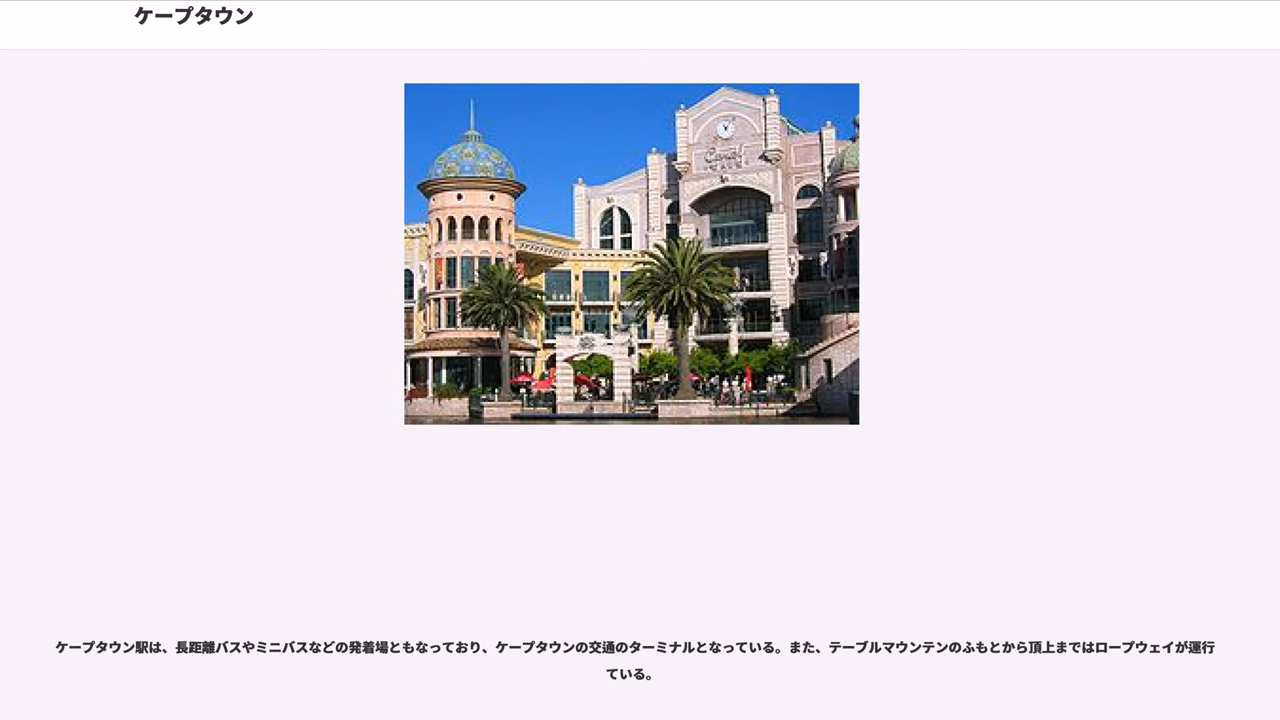 ケープタウン
ケープタウン駅は、長距離バスやミニバスなどの発着場ともなっており、ケープタウンの交通のターミナルとなっている。また、テーブルマウンテンのふもとから頂上まではロープウェイが運行
ている。